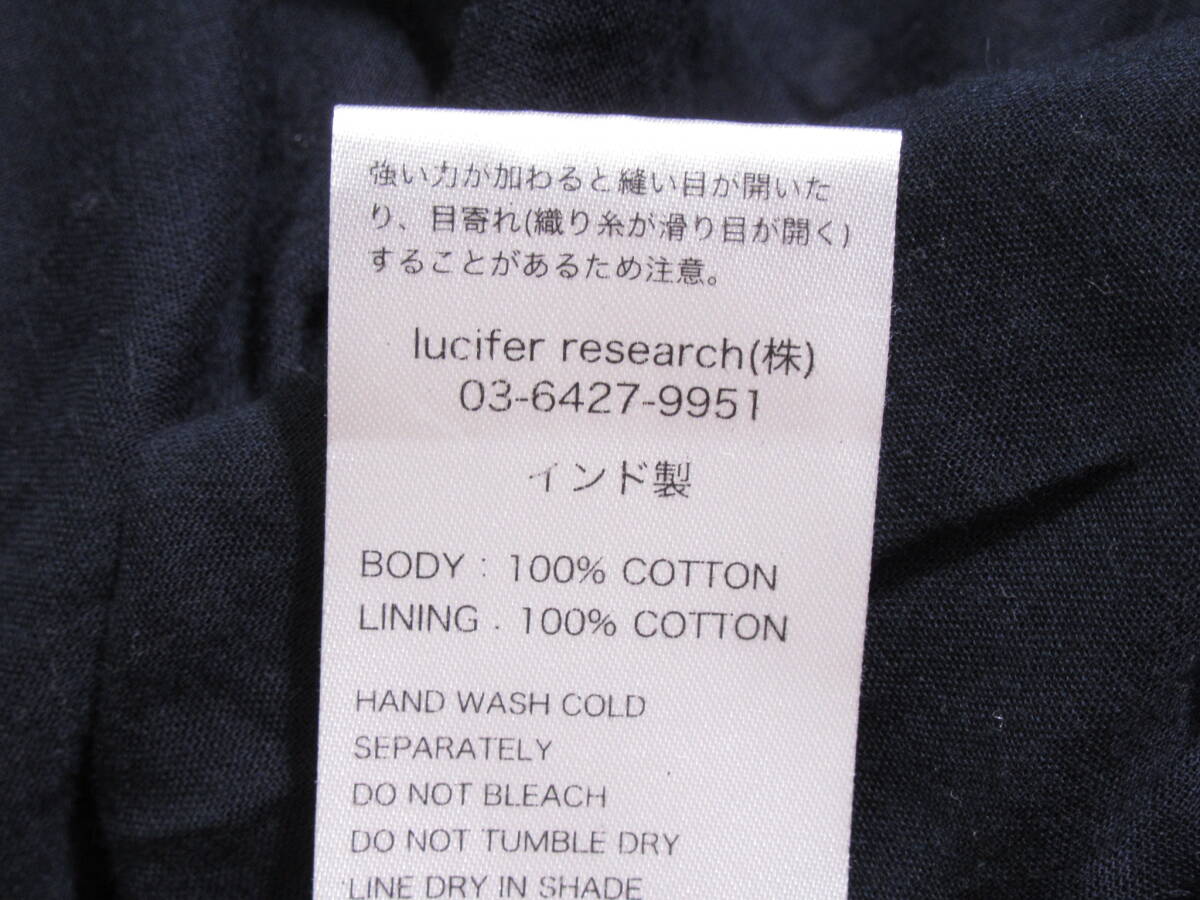 強い力が加わると縫い目が開いた
り、目寄れ(織り糸が滑り目が開く)
することがあるため注意。
lucifer research(株)
03-6427-9951
インド製
BODY : 100% COTTON
LINING : 100% COTTON
HAND WASH COLD
SEPARATELY
DO NOT BLEACH
DO NOT TUMBLE DRY
LINE DRY IN SHADE